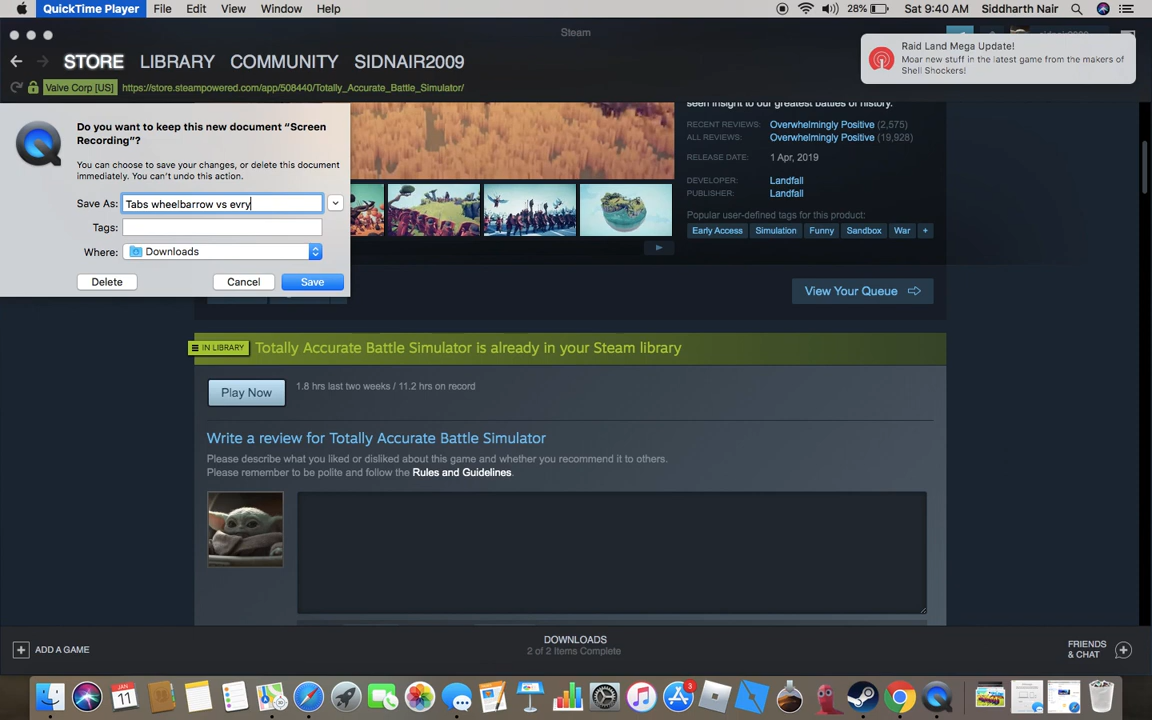 QuickTime Player File Edit View Window Help 28% Sat 9:40 AM Siddharth Nair
Steam
Raid Land Mega Update!
Moar new stuff in the latest game from the makers of
Shell Shockers!
STORE LIBRARY COMMUNITY SIDNAIR2009
Valve Corp [US] https://store.steampowered.com/app/508440/Totally_Accurate_Battle_Simulator/
Do you want to keep this new document “Screen
Recording”?
You can choose to save your changes, or delete this document
immediately. You can't undo this action.
Save As: Tabs wheelbarrow vs evry
Tags:
Where: Downloads
Delete Cancel Save
seen insight to our greatest battles of history.
RECENT REVIEWS: Overwhelmingly Positive (2,575)
ALL REVIEWS: Overwhelmingly Positive (19,928)
RELEASE DATE: 1 Apr, 2019
DEVELOPER: Landfall
PUBLISHER: Landfall
Popular user-defined tags for this product:
Early Access Simulation Funny Sandbox War +
View Your Queue
IN LIBRARY Totally Accurate Battle Simulator is already in your Steam library
Play Now 1.8 hrs last two weeks / 11.2 hrs on record
Write a review for Totally Accurate Battle Simulator
Please describe what you liked or disliked about this game and whether you recommend it to others.
Please remember to be polite and follow the Rules and Guidelines.
ADD A GAME
DOWNLOADS
2 of 2 Items Complete
FRIENDS
& CHAT
JAN
11
3